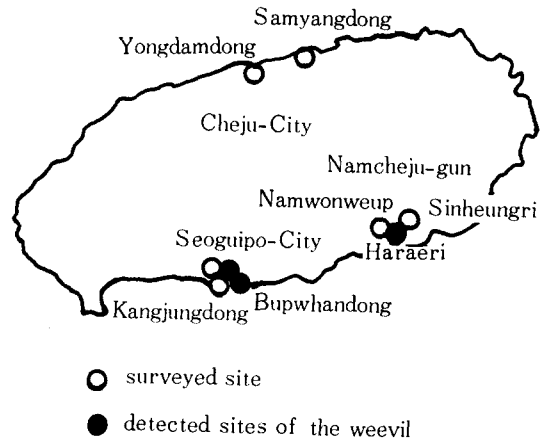 Samyangdong
Yongdamdong
Cheju-City
Namcheju-gun
Namwonweup
Sinheungri
Seoguipo-City
Haraeri
Kangjungdong
Bupwhandong
surveyed site
detected sites of the weevil